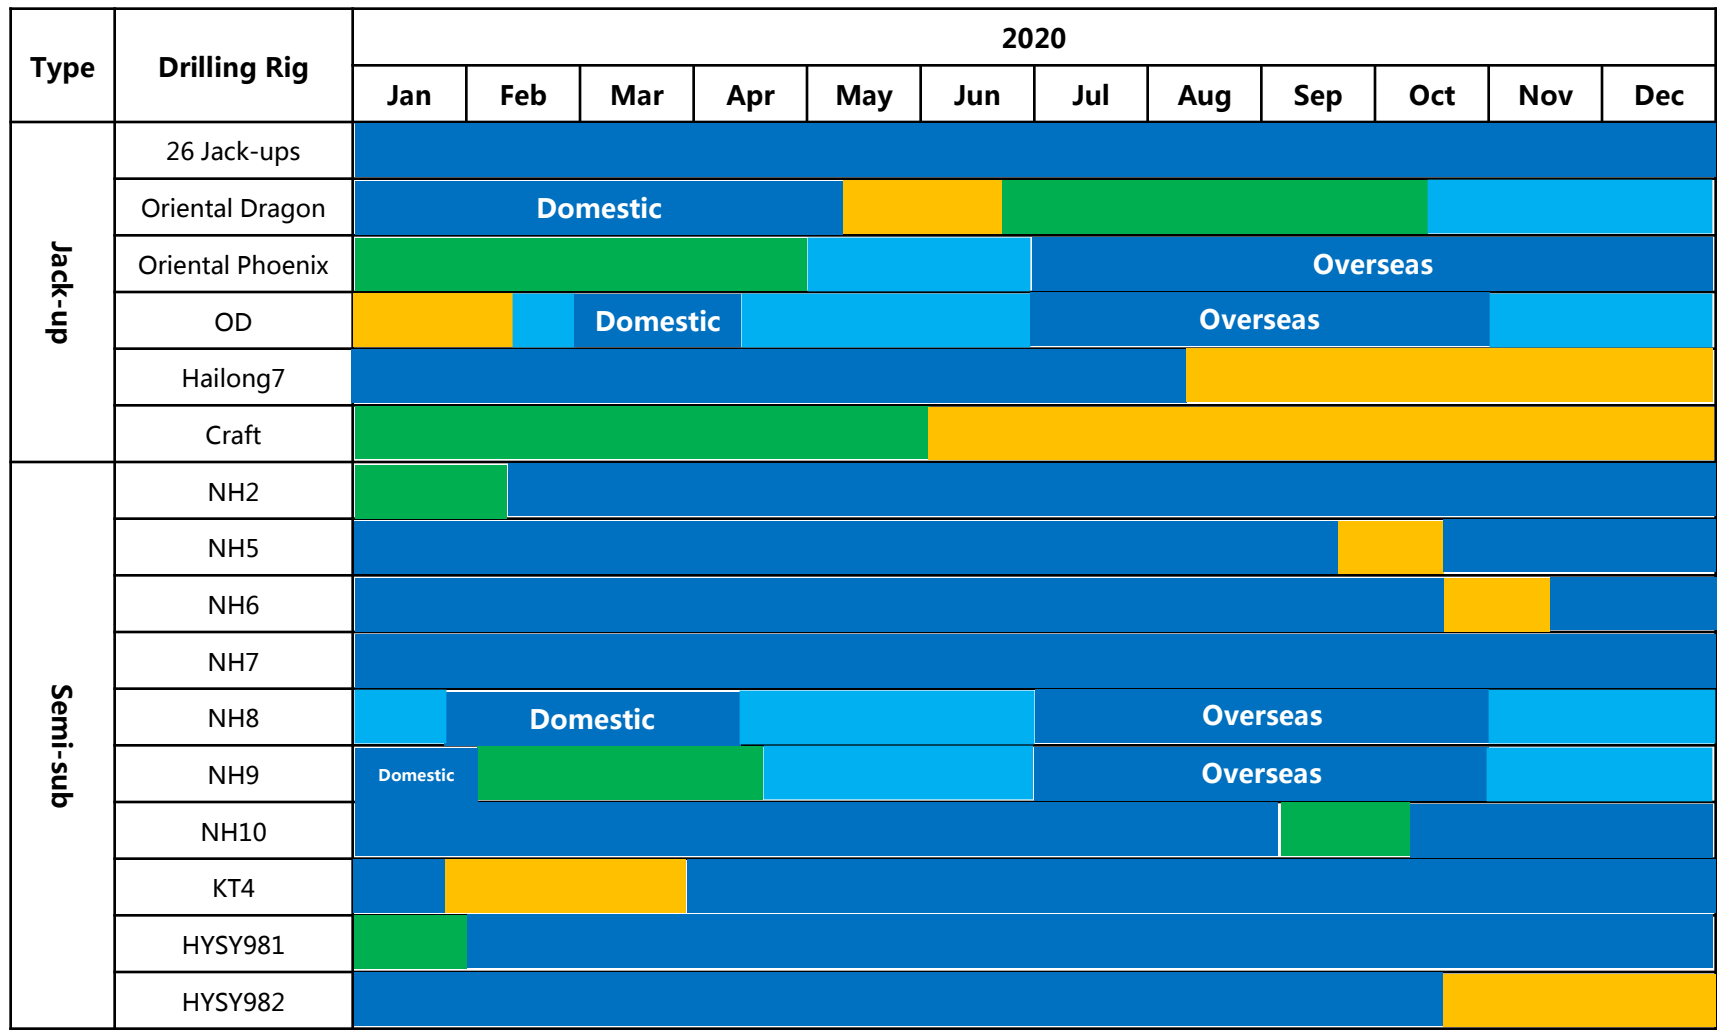 Type
Drilling Rig
2020
Jan Feb Mar Apr May Jun Jul Aug Sep Oct Nov Dec
Jack-up
26 Jack-ups
Oriental Dragon Domestic
Oriental Phoenix Overseas
OD Domestic Overseas
Hailong7
Craft
Semi-sub
NH2
NH5
NH6
NH7
NH8 Domestic Overseas
NH9 Domestic Overseas
NH10
KT4
HYSY981
HYSY982